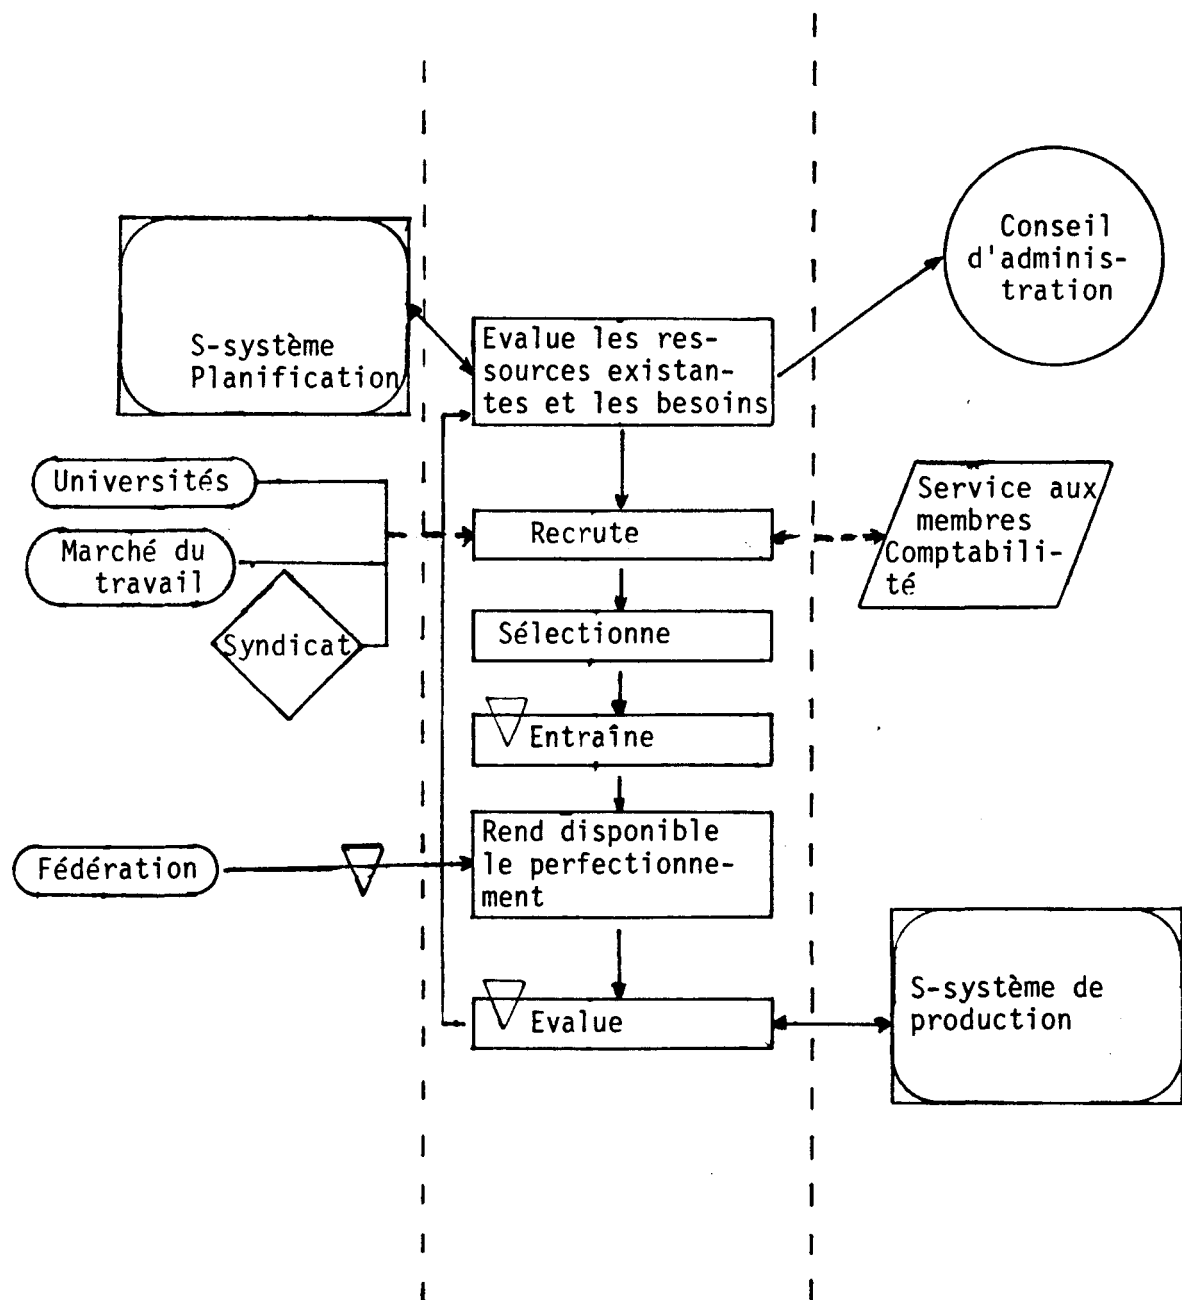 Conseil
d'adminis-
tration
S-système
Planification
Evalue les res-
sources existan-
tes et les besoins
Universités
Marché du
travail
Syndicat
Recrute
Service aux
membres
Comptabili-
té
Sélectionne
Entraîne
Rend disponible
le perfectionne-
ment
Fédération
Evalue
S-système de
production